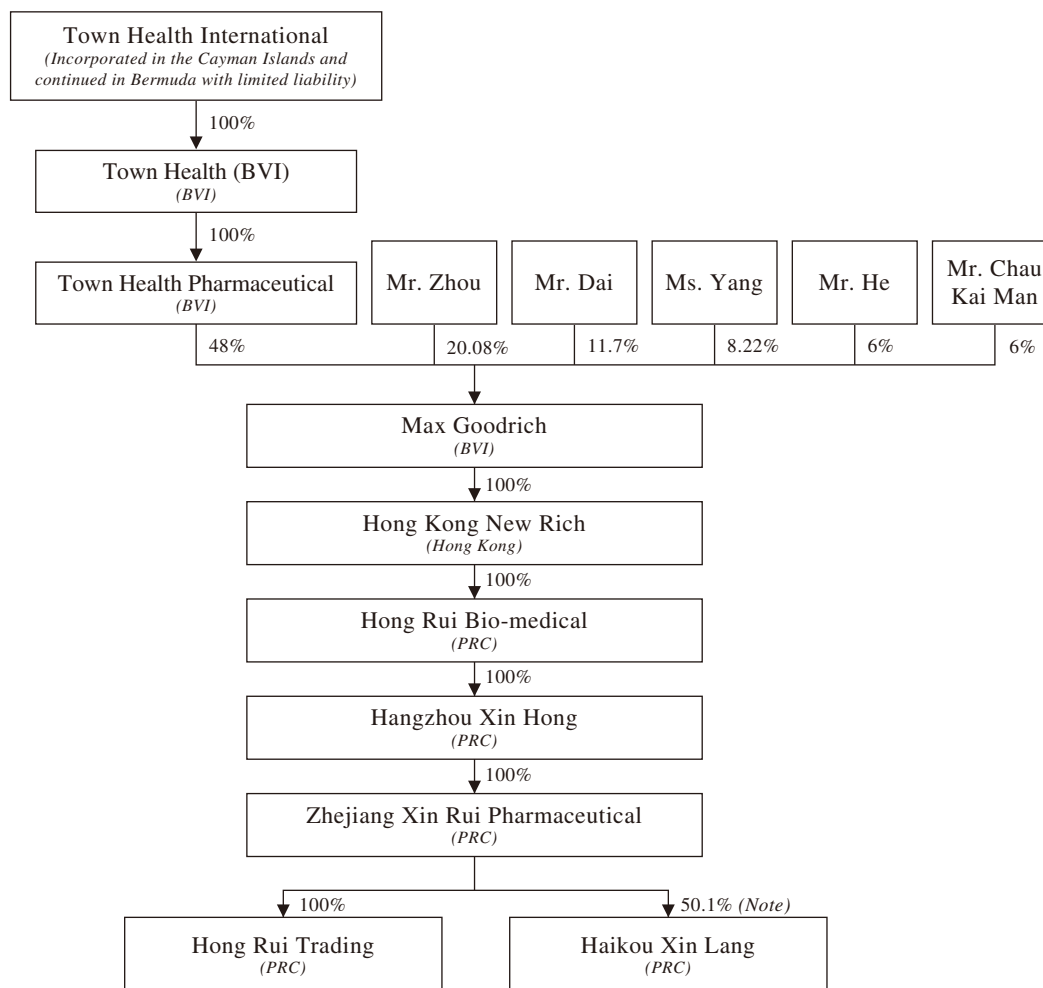 Town Health International
(Incorporated in the Cayman Islands and
continued in Bermuda with limited liability)
100%
Town Health (BVI)
(BVI)
100%
Town Health Pharmaceutical
(BVI)
Mr. Zhou
Mr. Dai
Ms. Yang
Mr. He
Mr. Chau
Kai Man
48%
20.08%
11.7%
8.22%
6%
6%
Max Goodrich
(BVI)
100%
Hong Kong New Rich
(Hong Kong)
100%
Hong Rui Bio-medical
(PRC)
100%
Hangzhou Xin Hong
(PRC)
100%
Zhejiang Xin Rui Pharmaceutical
(PRC)
100%
50.1% (Note)
Hong Rui Trading
(PRC)
Haikou Xin Lang
(PRC)